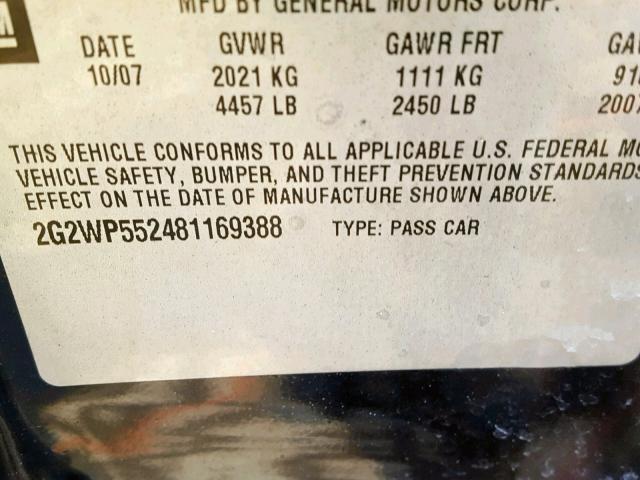 MFD BY GENERAL MOTORS CORP.
GM
DATE GVWR GAWR FRT
10/07 2021 KG 1111 KG
4457 LB 2450 LB 2007
THIS VEHICLE CONFORMS TO ALL APPLICABLE U.S. FEDERAL
VEHICLE SAFETY, BUMPER, AND THEFT PREVENTION STANDARDS
EFFECT ON THE DATE OF MANUFACTURE SHOWN ABOVE.
2G2WP552481169388 TYPE: PASS CAR